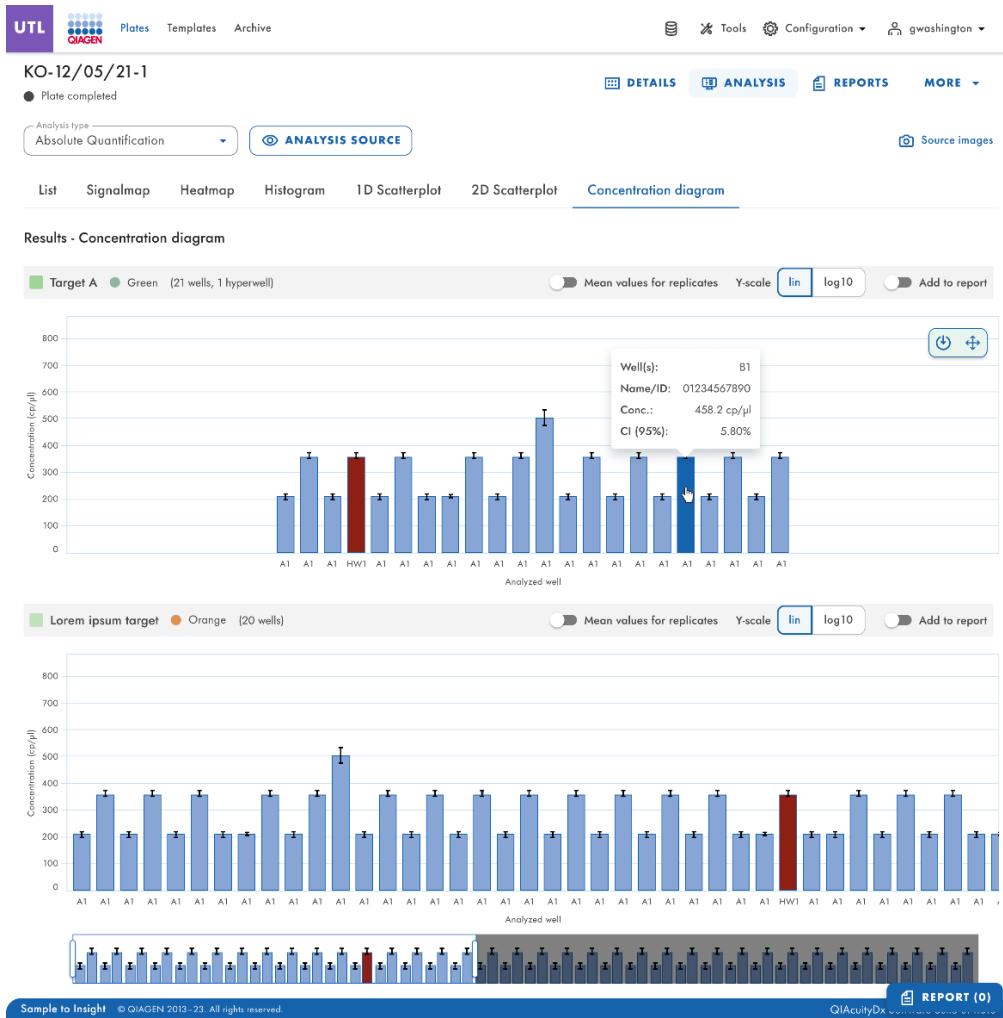 UTL QIAGEN Plates Templates Archive Tools Configuration gwashington
KO-12/05/21-1
Plate completed
DETAILS ANALYSIS REPORTS MORE
Analysis type
Absolute Quantification ANALYSIS SOURCE Source images
List Signalmap Heatmap Histogram 1D Scatterplot 2D Scatterplot Concentration diagram
Results - Concentration diagram
Target A Green (21 wells, 1 hyperwell) Mean values for replicates Y-scale lin log10 Add to report
Concentration (cp/µl)
800
700
600
500
400
300
200
100
0
Well(s): B1
Name/ID: 01234567890
Conc.: 458.2 cp/µl
CI (95%): 5.80%
A1 A1 A1 HW1 A1 A1 A1 A1 A1 A1 A1 A1 A1 A1 A1 A1 A1 A1 A1 A1 A1 A1
Analyzed well
Lorem ipsum target Orange (20 wells) Mean values for replicates Y-scale lin log10 Add to report
Concentration (cp/µl)
800
700
600
500
400
300
200
100
0
A1 A1 A1 A1 A1 A1 A1 A1 A1 A1 A1 A1 A1 A1 A1 A1 A1 A1 A1 A1 A1 A1 A1 A1 A1 A1 A1 A1 A1 A1 HW1 A1 A1 A1 A1 A1 A1 A1 A1
Analyzed well
Sample to Insight © QIAGEN 2013–23. All rights reserved. QIAcuityDx
REPORT (0)